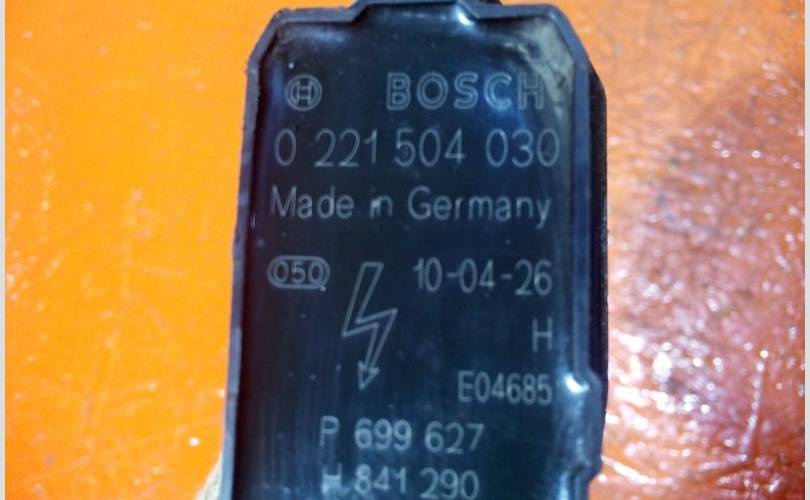 BOSCH
0 221 504 030
Made in Germany
050 10-04-26
H
E04685
P 699 627
H 841 290